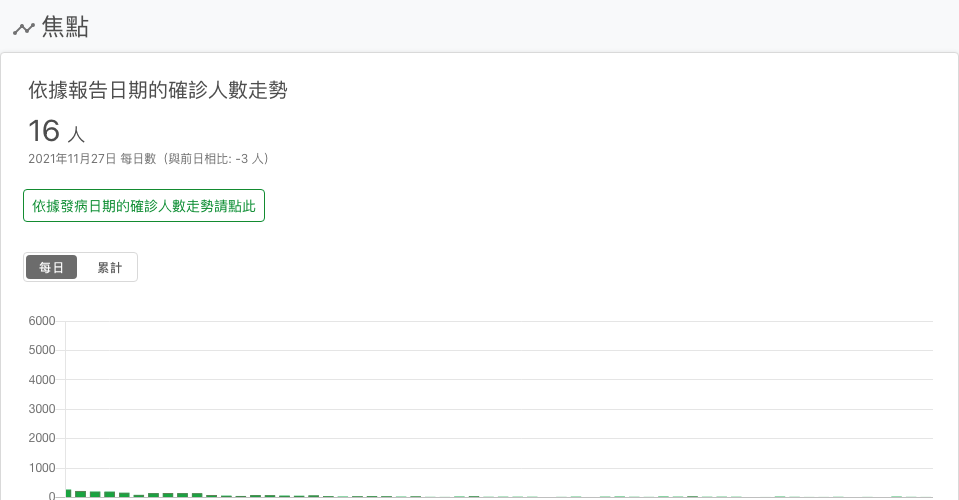 焦點
依據報告日期的確診人數走勢
16 人
2021年11月27日 每日數（與前日相比: -3 人）
依據發病日期的確診人數走勢請點此
每日 累計
6000
5000
4000
3000
2000
1000
0